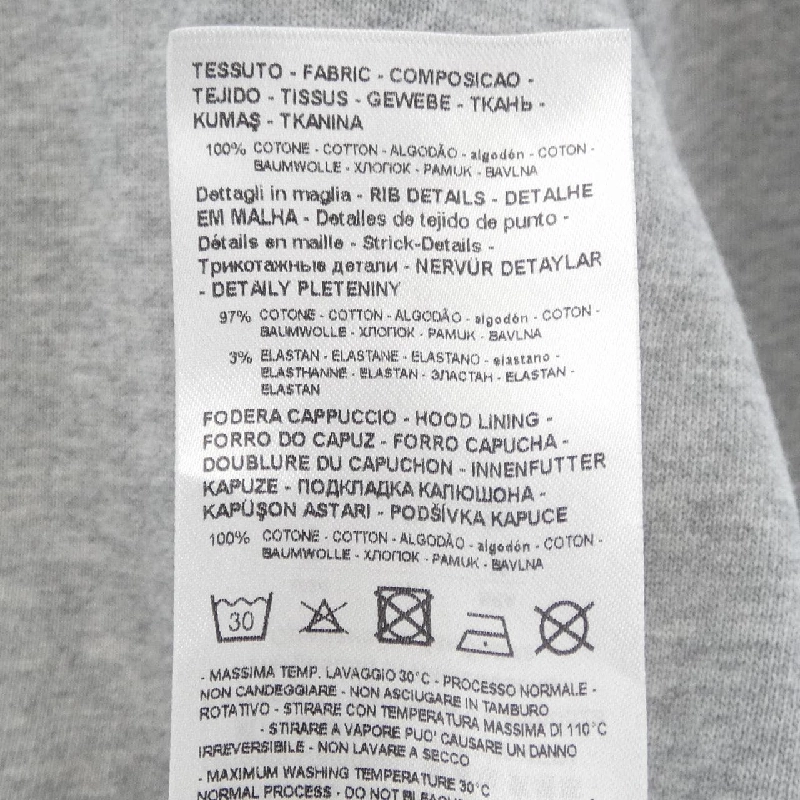 TESSUTO - FABRIC - COMPOSICAO -
TEJIDO - TISSUS - GEWEBE - ТКАНЬ -
KUMAŞ - TKANINA
100% COTONE - COTTON - ALGODÃO - algodón - COTON -
BAUMWOLLE - ХЛОПОК - PAMUK - BAVLNA
Dettagli in maglia - RIB DETAILS - DETALHE
EM MALHA - Detalles de tejido de punto -
Détails en maille - Strick-Details -
Трикотажные детали - NERVÜR DETAYLAR
- DETAILY PLETENINY
97% COTONE - COTTON - ALGODÃO - algodón - COTON -
BAUMWOLLE - ХЛОПОК - PAMUK - BAVLNA
3% ELASTAN - ELASTANE - ELASTANO - elastano -
ELASTHANNE - ELASTAN - ЭЛАСТАН - ELASTAN -
ELASTAN
FODERA CAPPUCCIO - HOOD LINING -
FORRO DO CAPUZ - FORRO CAPUCHA -
DOUBLURE DU CAPUCHON - INNENFUTTER
KAPUZE - ПОДКЛАДКА КАПЮШОНА -
KAPÜŞON ASTARI - PODŠÍVKA KAPUCE
100% COTONE - COTTON - ALGODÃO - algodón - COTON -
BAUMWOLLE - ХЛОПОК - PAMUK - BAVLNA
30
- MASSIMA TEMP. LAVAGGIO 30°C - PROCESSO NORMALE -
NON CANDEGGIARE - NON ASCIUGARE IN TAMBURO
ROTATIVO - STIRARE CON TEMPERATURA MASSIMA DI 110°C
- STIRARE A VAPORE PUO' CAUSARE UN DANNO
IRREVERSIBILE - NON LAVARE A SECCO
- MAXIMUM WASHING TEMPERATURE 30°C
NORMAL PROCESS - DO NOT BLEACH